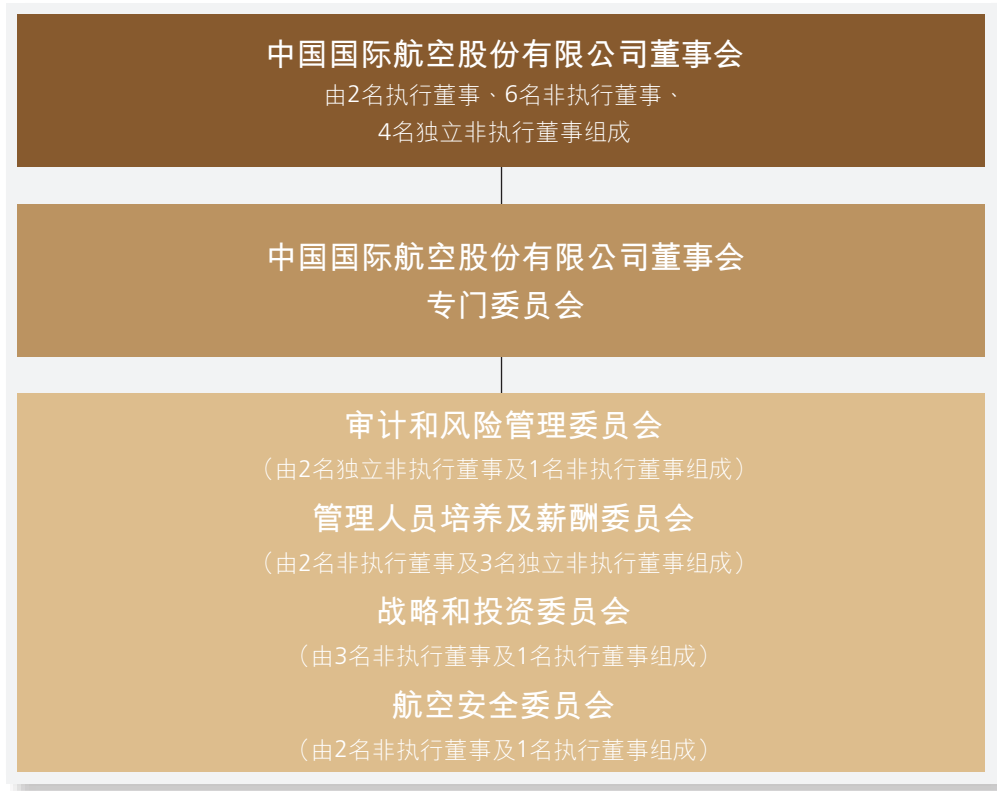 中国国际航空股份有限公司董事会
由2名执行董事、6名非执行董事、
4名独立非执行董事组成
中国国际航空股份有限公司董事会
专门委员会
审计和风险管理委员会
（由2名独立非执行董事及1名非执行董事组成）
管理人员培养及薪酬委员会
（由2名非执行董事及3名独立非执行董事组成）
战略和投资委员会
（由3名非执行董事及1名执行董事组成）
航空安全委员会
（由2名非执行董事及1名执行董事组成）